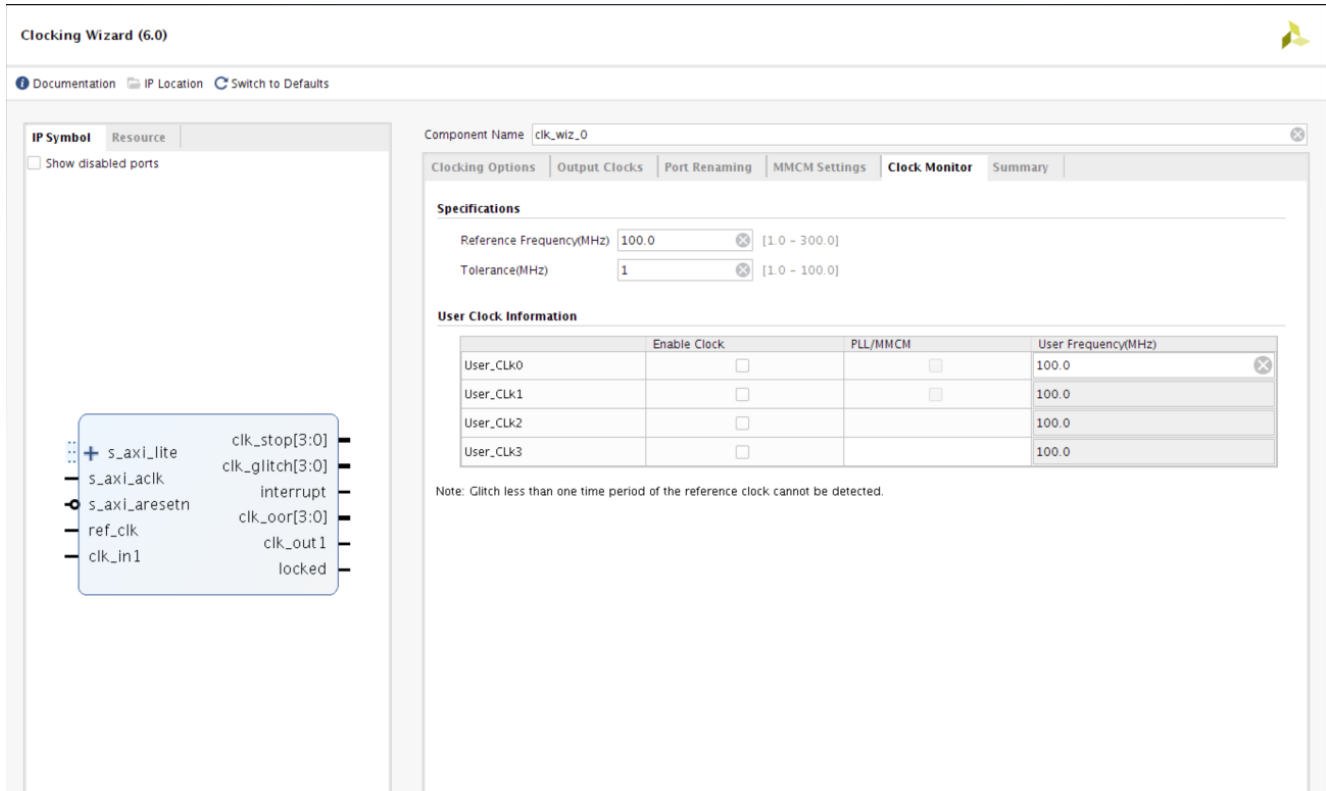 Clocking Wizard (6.0)
Documentation IP Location Switch to Defaults
IP Symbol Resource
Show disabled ports
s_axi_lite
s_axi_aclk
s_axi_aresetn
ref_clk
clk_in1
clk_stop[3:0]
clk_glitch[3:0]
interrupt
clk_oor[3:0]
clk_out1
locked
Component Name clk_wiz_0
Clocking Options Output Clocks Port Renaming MMCM Settings Clock Monitor Summary
Specifications
Reference Frequency(MHz) 100.0 [1.0 - 300.0]
Tolerance(MHz) 1 [1.0 - 100.0]
User Clock Information
Enable Clock PLL/MMCM User Frequency(MHz)
User_CLk0 100.0
User_CLk1 100.0
User_CLk2 100.0
User_CLk3 100.0
Note: Glitch less than one time period of the reference clock cannot be detected.